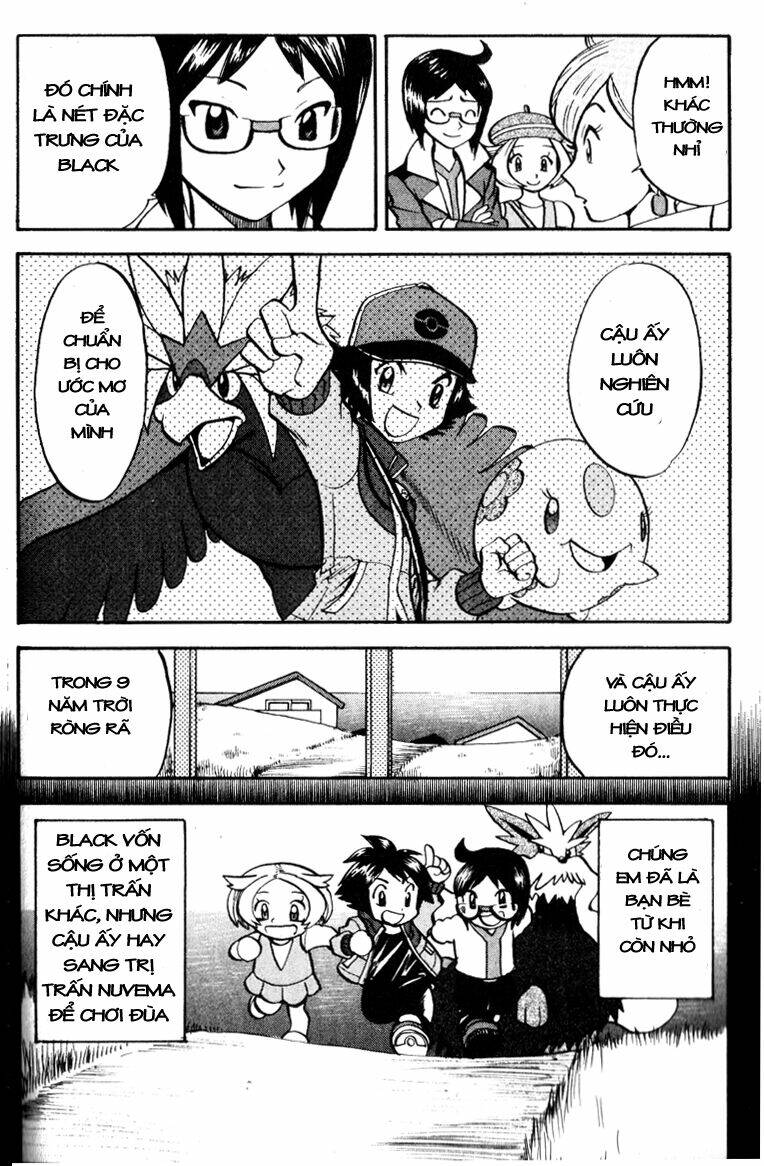 HMM!
KHÁC
THƯỜNG
NHỈ
ĐÓ CHÍNH
LÀ NÉT ĐẶC
TRƯNG CỦA
BLACK
CẬU ẤY
LUÔN
NGHIÊN
CỨU
ĐỂ
CHUẨN
BỊ CHO
ƯỚC MƠ
CỦA
MÌNH
VÀ CẬU ẤY
LUÔN THỰC
HIỆN ĐIỀU
ĐÓ...
TRONG 9
NĂM TRỜI
RÒNG RÃ
CHÚNG
EM ĐÃ LÀ
BẠN BÈ
TỪ KHI
CÒN NHỎ
BLACK VỐN
SỐNG Ở MỘT
THỊ TRẤN
KHÁC, NHƯNG
CẬU ẤY HAY
SANG TRỊ
TRẤN NUVEMA
ĐỂ CHƠI ĐÙA